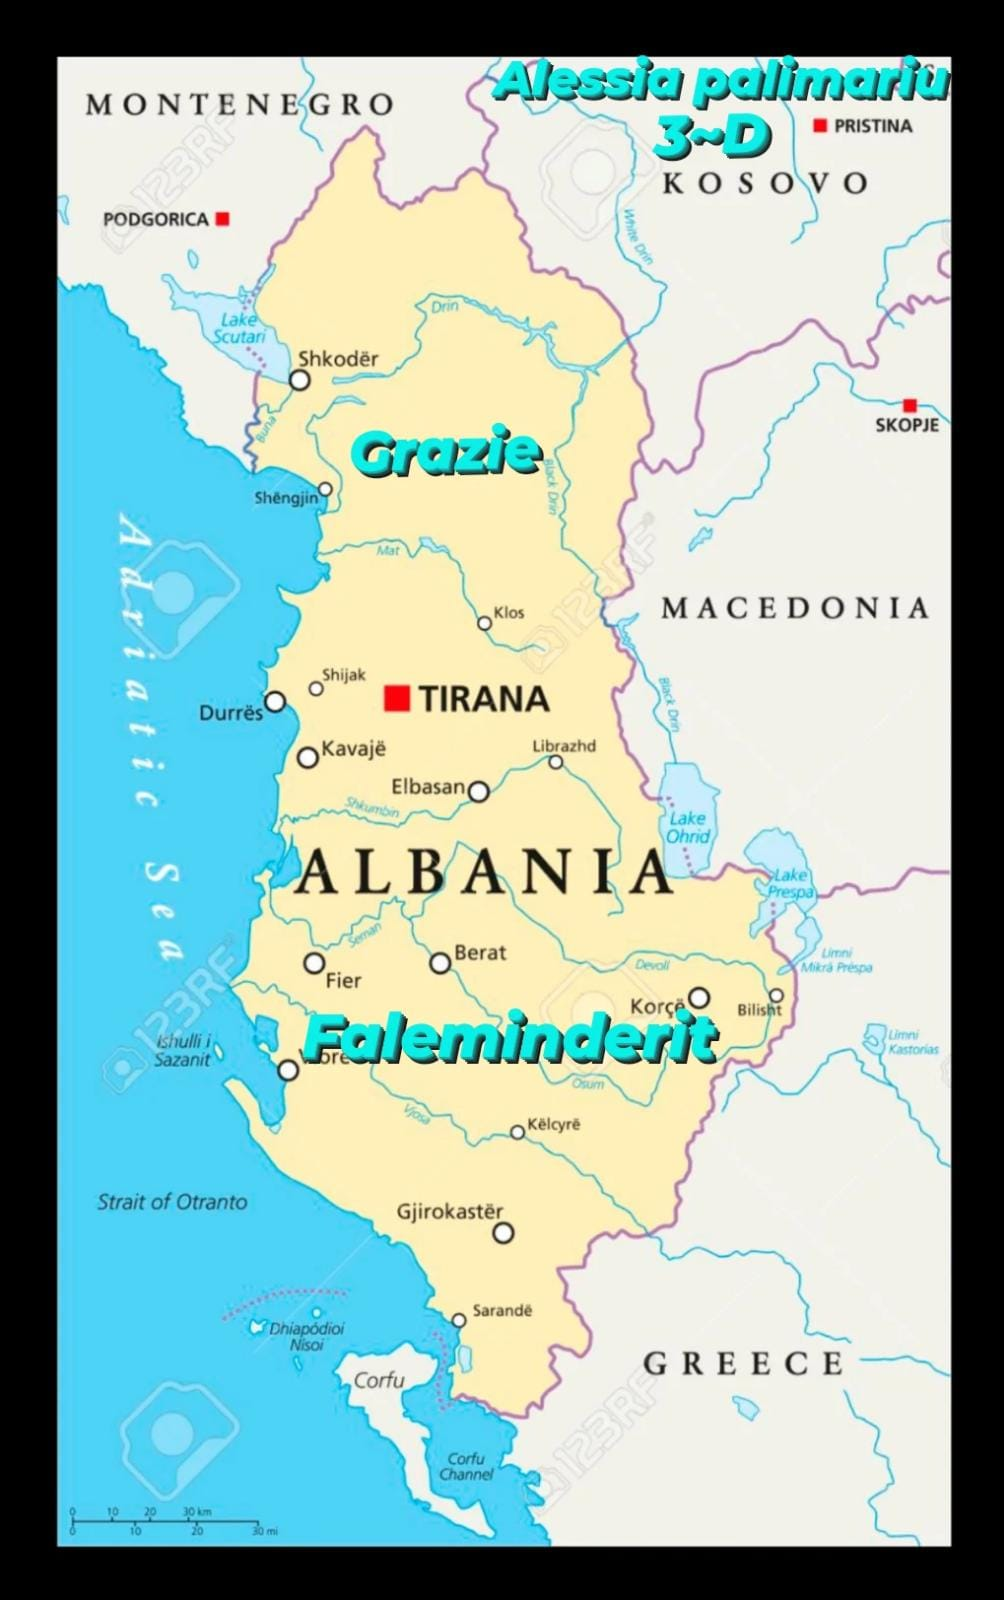 Alessia palimariu
3~D
MONTENEGRO
PRISTINA
KOSOVO
PODGORICA
White Drin
Drin
Lake
Scutari
Shkodër
SKOPJE
Buna
Grazie
Black Drin
Shëngjin
Mat
Adriatic Sea
Klos
MACEDONIA
Shijak
TIRANA
Durrës
Black Drin
Kavajë
Librazhd
Elbasan
Shkumbin
Lake
Ohrid
ALBANIA
Lake
Prespa
Seman
Berat
Devoll
Limni
Mikrá Préspa
Fier
Korçë
Bilisht
Faleminderit
Ishulli i
Sazanit
Limni
Kastorias
Osum
Vjosa
Këlcyrë
Strait of Otranto
Gjirokastër
Sarandë
Dhiapódioi
Nisoi
Corfu
GREECE
Corfu
Channel
0 10 20 30 km
0 10 20 30 mi
123RF